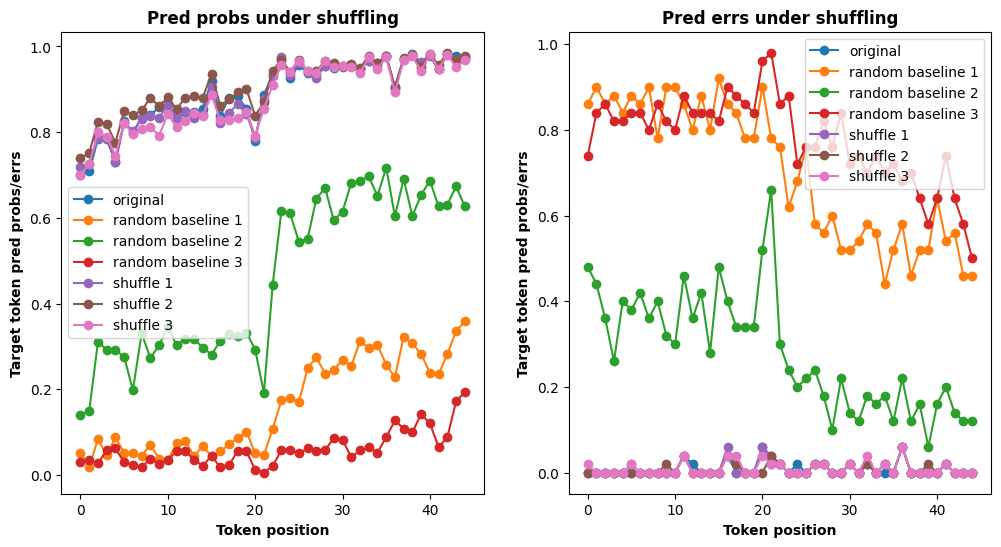 Pred probs under shuffling
Target token pred probs/errs
1.0
0.8
0.6
0.4
0.2
0.0
original
random baseline 1
random baseline 2
random baseline 3
shuffle 1
shuffle 2
shuffle 3
0 10 20 30 40
Token position
Pred errs under shuffling
Target token pred probs/errs
1.0
0.8
0.6
0.4
0.2
0.0
original
random baseline 1
random baseline 2
random baseline 3
shuffle 1
shuffle 2
shuffle 3
0 10 20 30 40
Token position